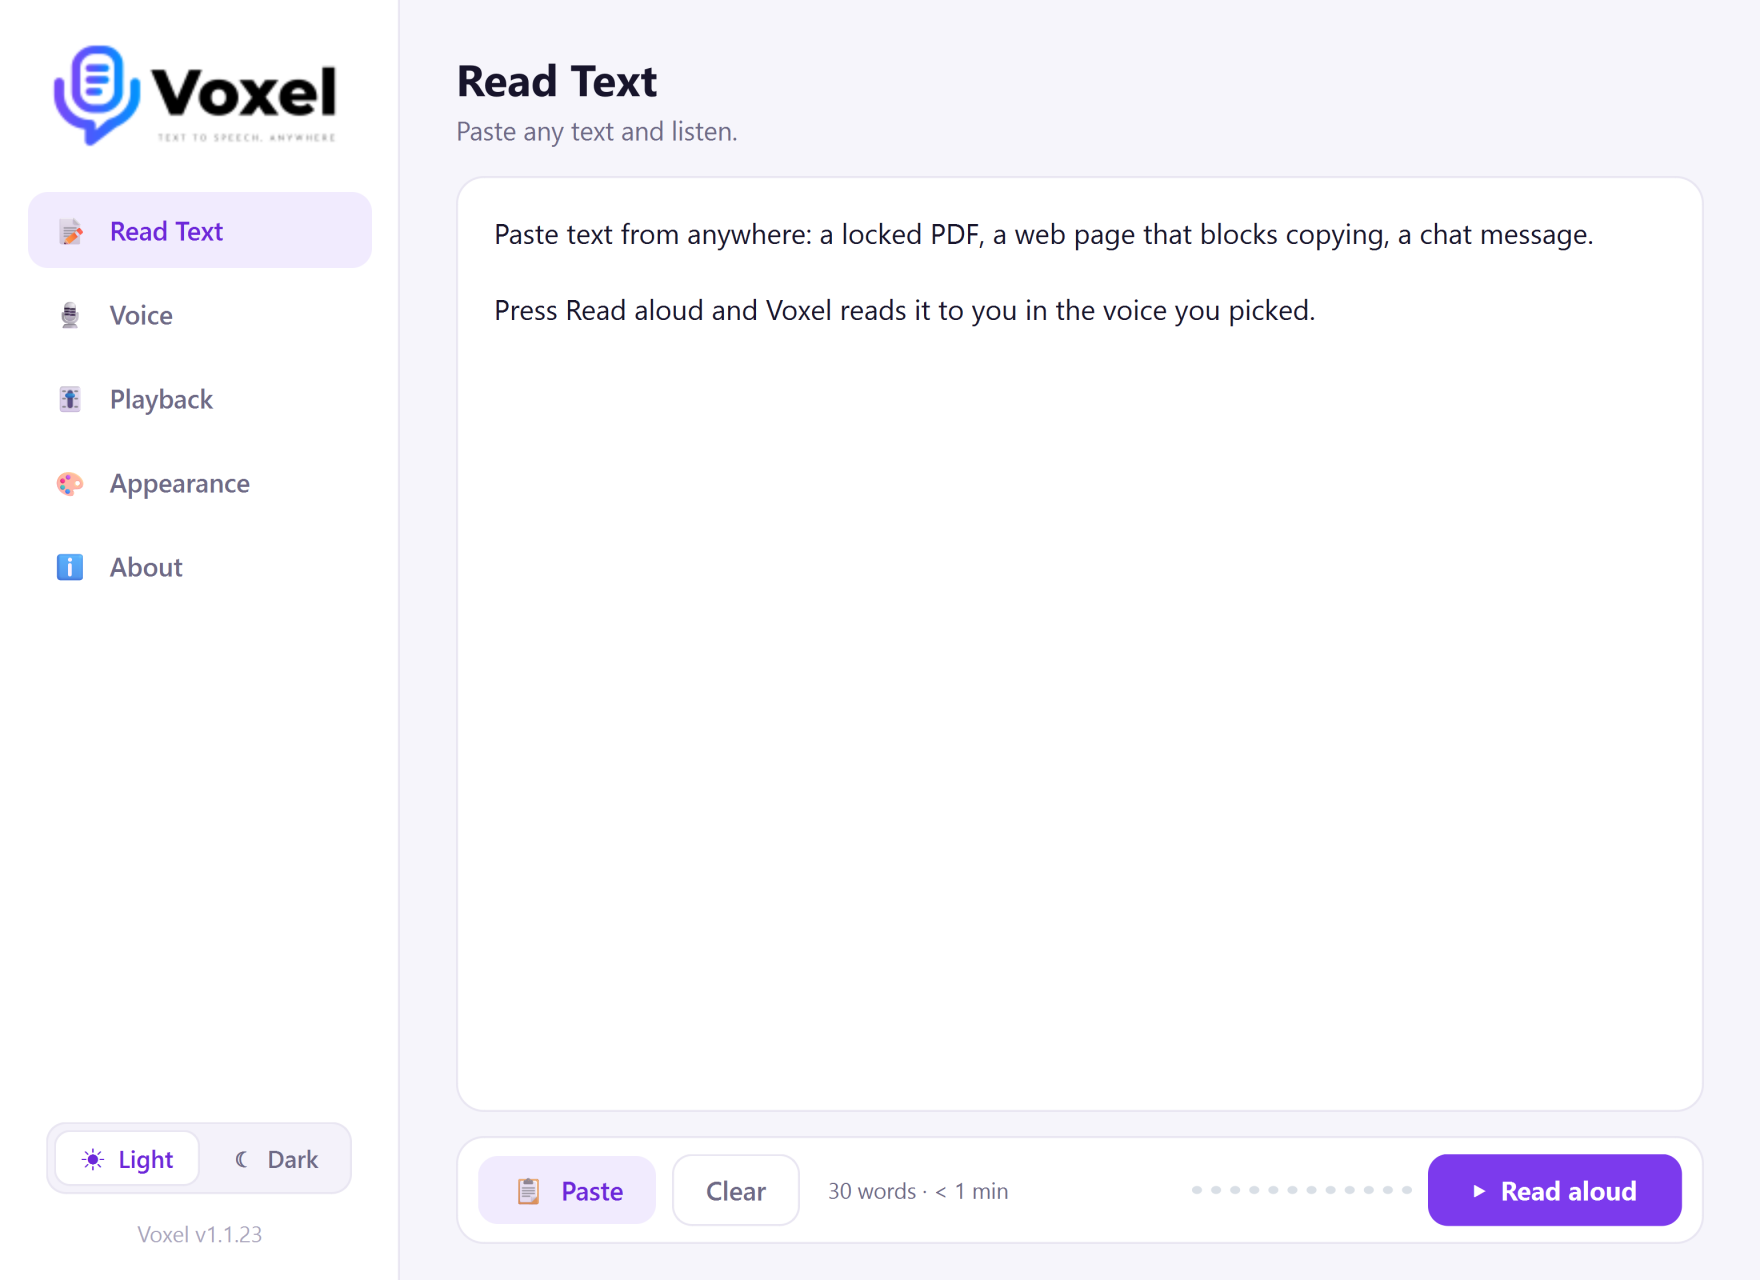 Voxel
TEXT TO SPEECH, ANYWHERE
Read Text
Voice
Playback
Appearance
About
Light
Dark
Voxel v1.1.23
Read Text
Paste any text and listen.
Paste text from anywhere: a locked PDF, a web page that blocks copying, a chat message.
Press Read aloud and Voxel reads it to you in the voice you picked.
Paste
Clear
30 words · < 1 min
Read aloud